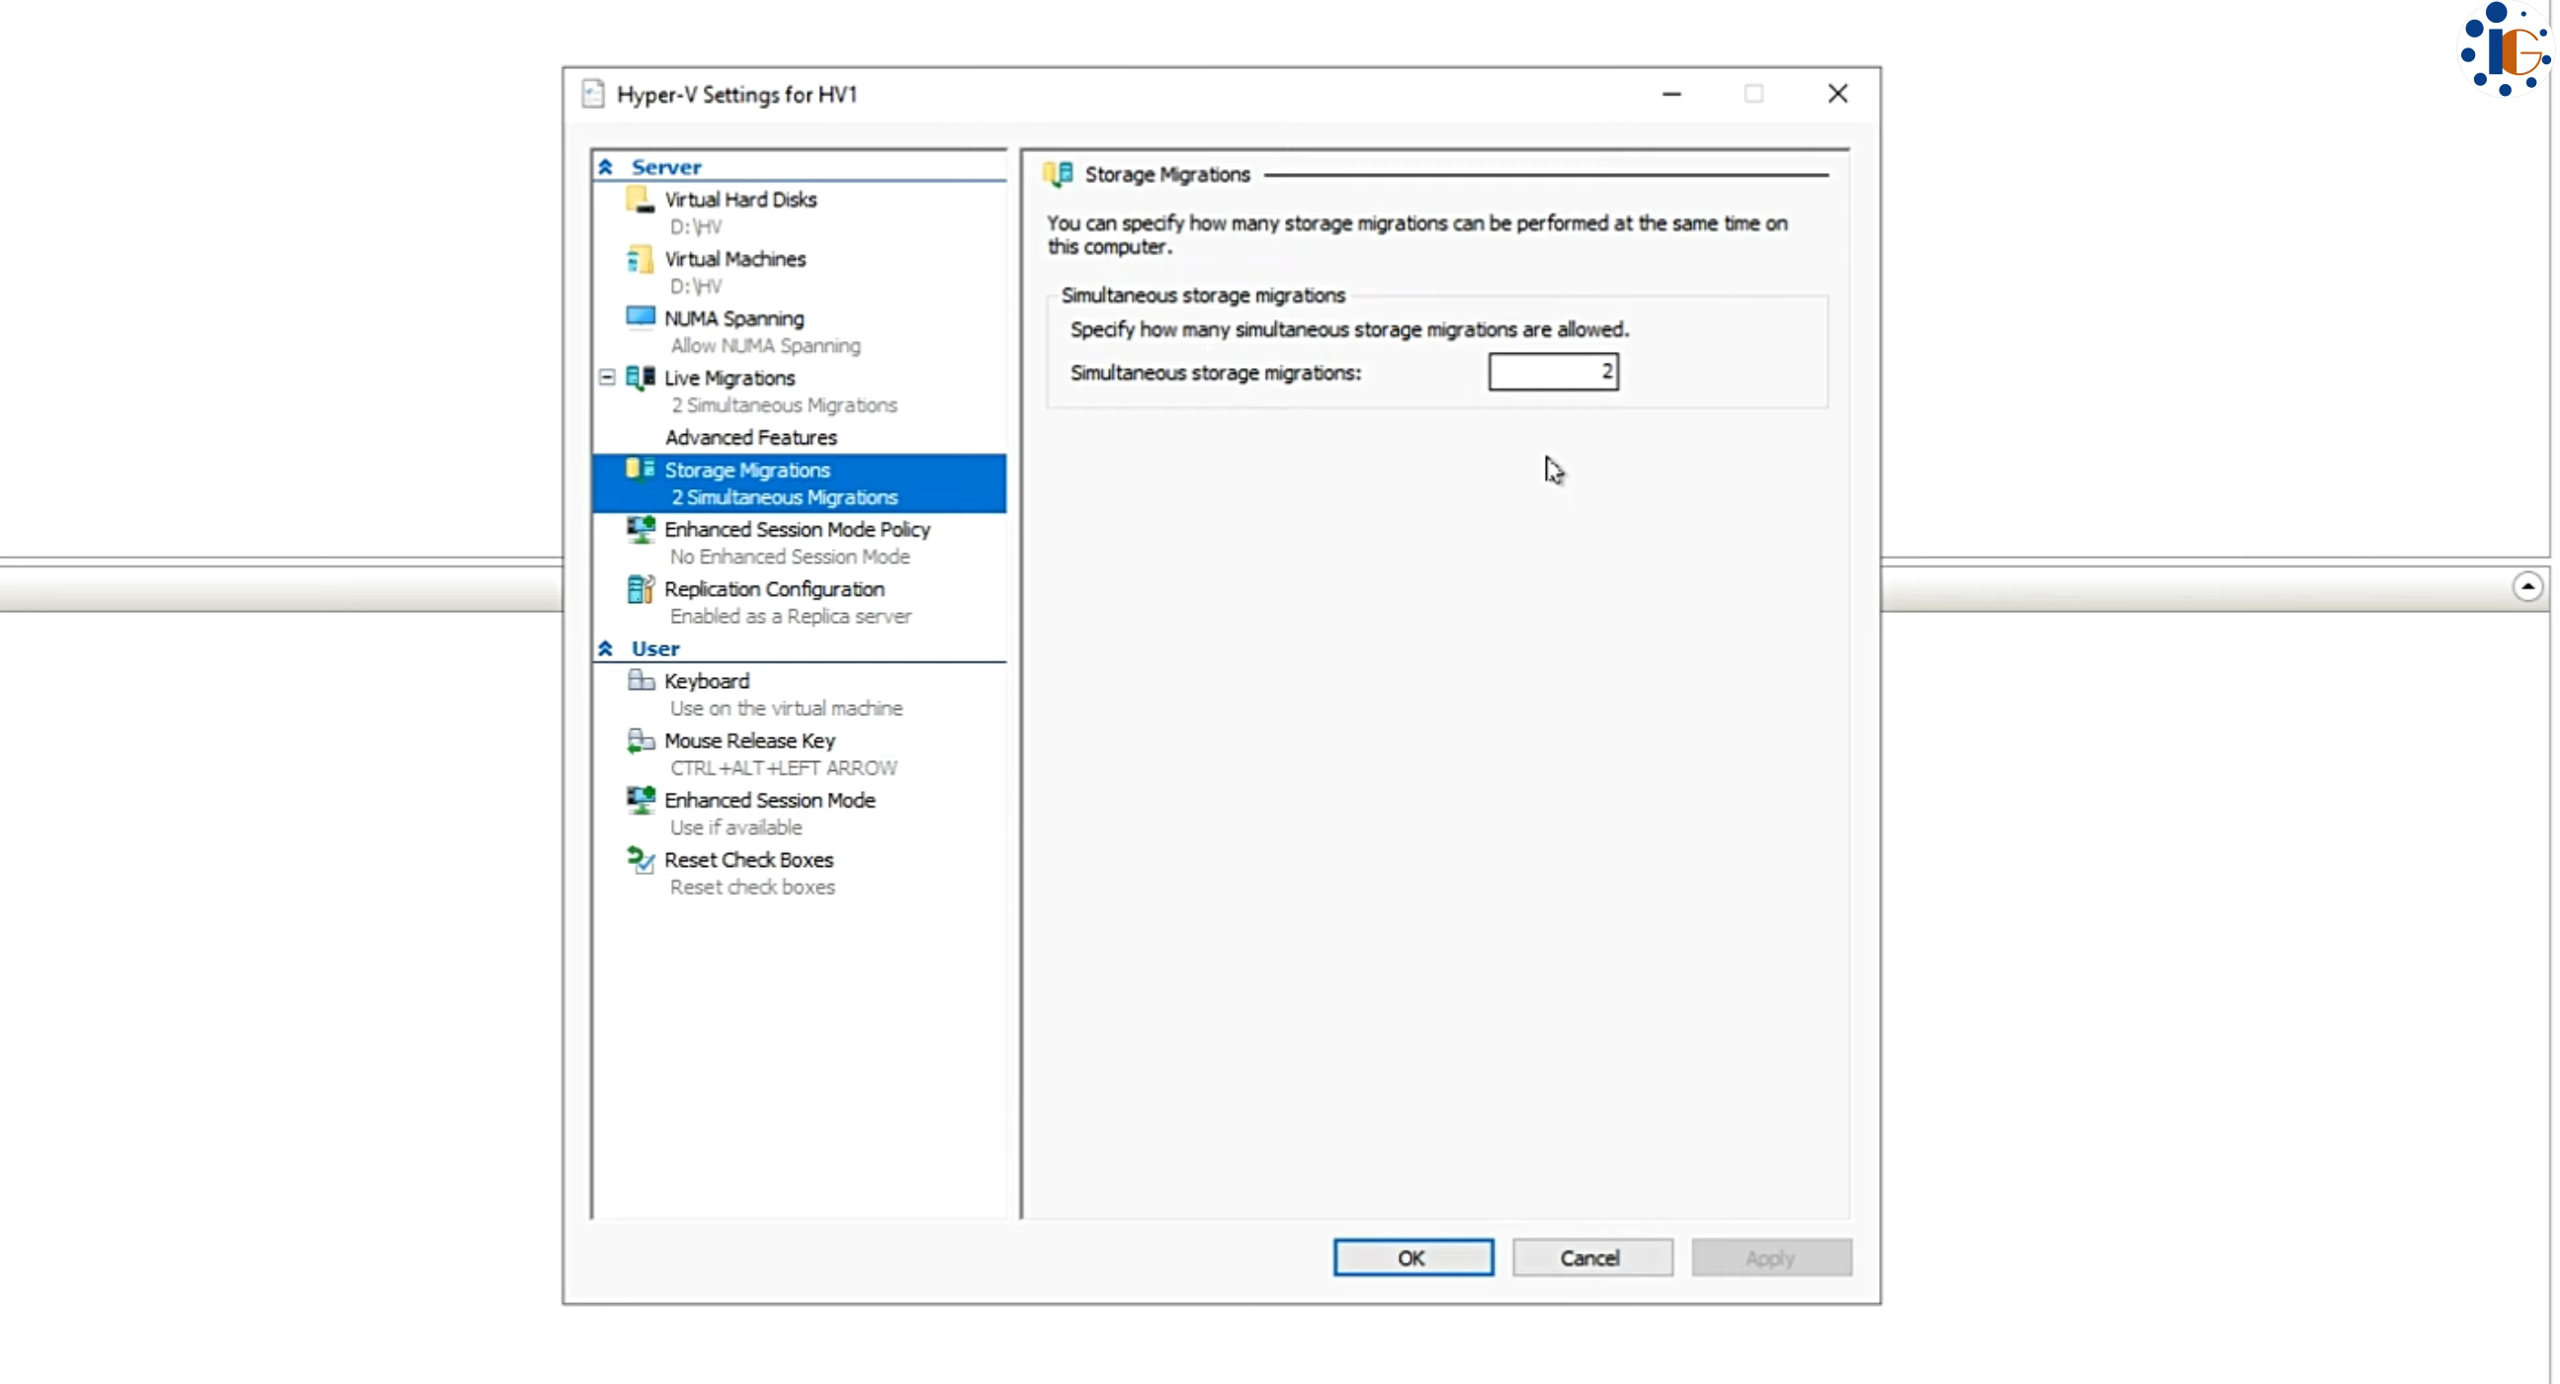 IG
Hyper-V Settings for HV1
Server
Virtual Hard Disks
D:\HV
Virtual Machines
D:\HV
NUMA Spanning
Allow NUMA Spanning
Live Migrations
2 Simultaneous Migrations
Advanced Features
Storage Migrations
2 Simultaneous Migrations
Enhanced Session Mode Policy
No Enhanced Session Mode
Replication Configuration
Enabled as a Replica server
User
Keyboard
Use on the virtual machine
Mouse Release Key
CTRL+ALT+LEFT ARROW
Enhanced Session Mode
Use if available
Reset Check Boxes
Reset check boxes
Storage Migrations
You can specify how many storage migrations can be performed at the same time on
this computer.
Simultaneous storage migrations
Specify how many simultaneous storage migrations are allowed.
Simultaneous storage migrations: 2
OK Cancel Apply